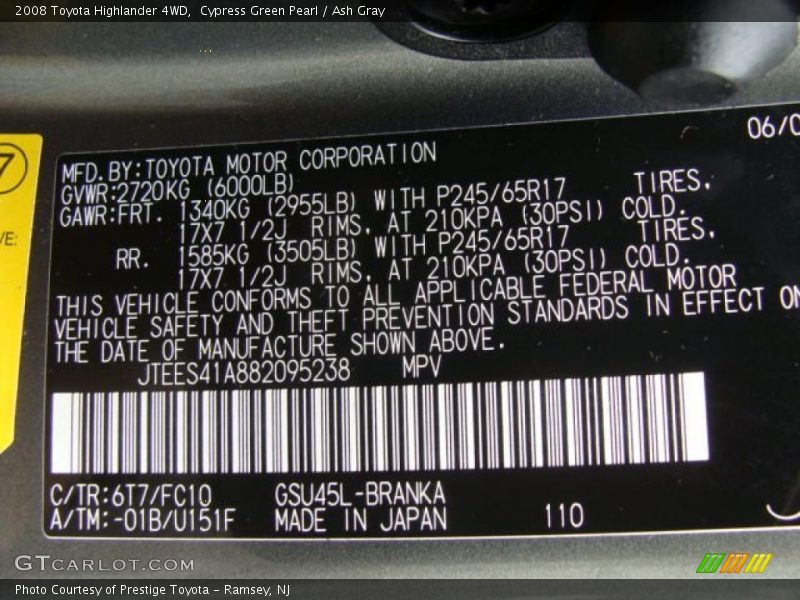 2008 Toyota Highlander 4WD, Cypress Green Pearl / Ash Gray
06/0
7
VE:
MFD. BY: TOYOTA MOTOR CORPORATION
GVWR: 2720KG (6000LB)
GAWR: FRT. 1340KG (2955LB) WITH P245/65R17 TIRES,
17X7 1/2J RIMS, AT 210KPA (30PSI) COLD.
RR. 1585KG (3505LB) WITH P245/65R17 TIRES,
17X7 1/2J RIMS, AT 210KPA (30PSI) COLD.
THIS VEHICLE CONFORMS TO ALL APPLICABLE FEDERAL MOTOR
VEHICLE SAFETY AND THEFT PREVENTION STANDARDS IN EFFECT ON
THE DATE OF MANUFACTURE SHOWN ABOVE.
JTEES41A882095238 MPV
C/TR: 6T7/FC10 GSU45L-BRANKA
A/TM: -01B/U151F MADE IN JAPAN 110
GTCARLOT.COM
Photo Courtesy of Prestige Toyota - Ramsey, NJ